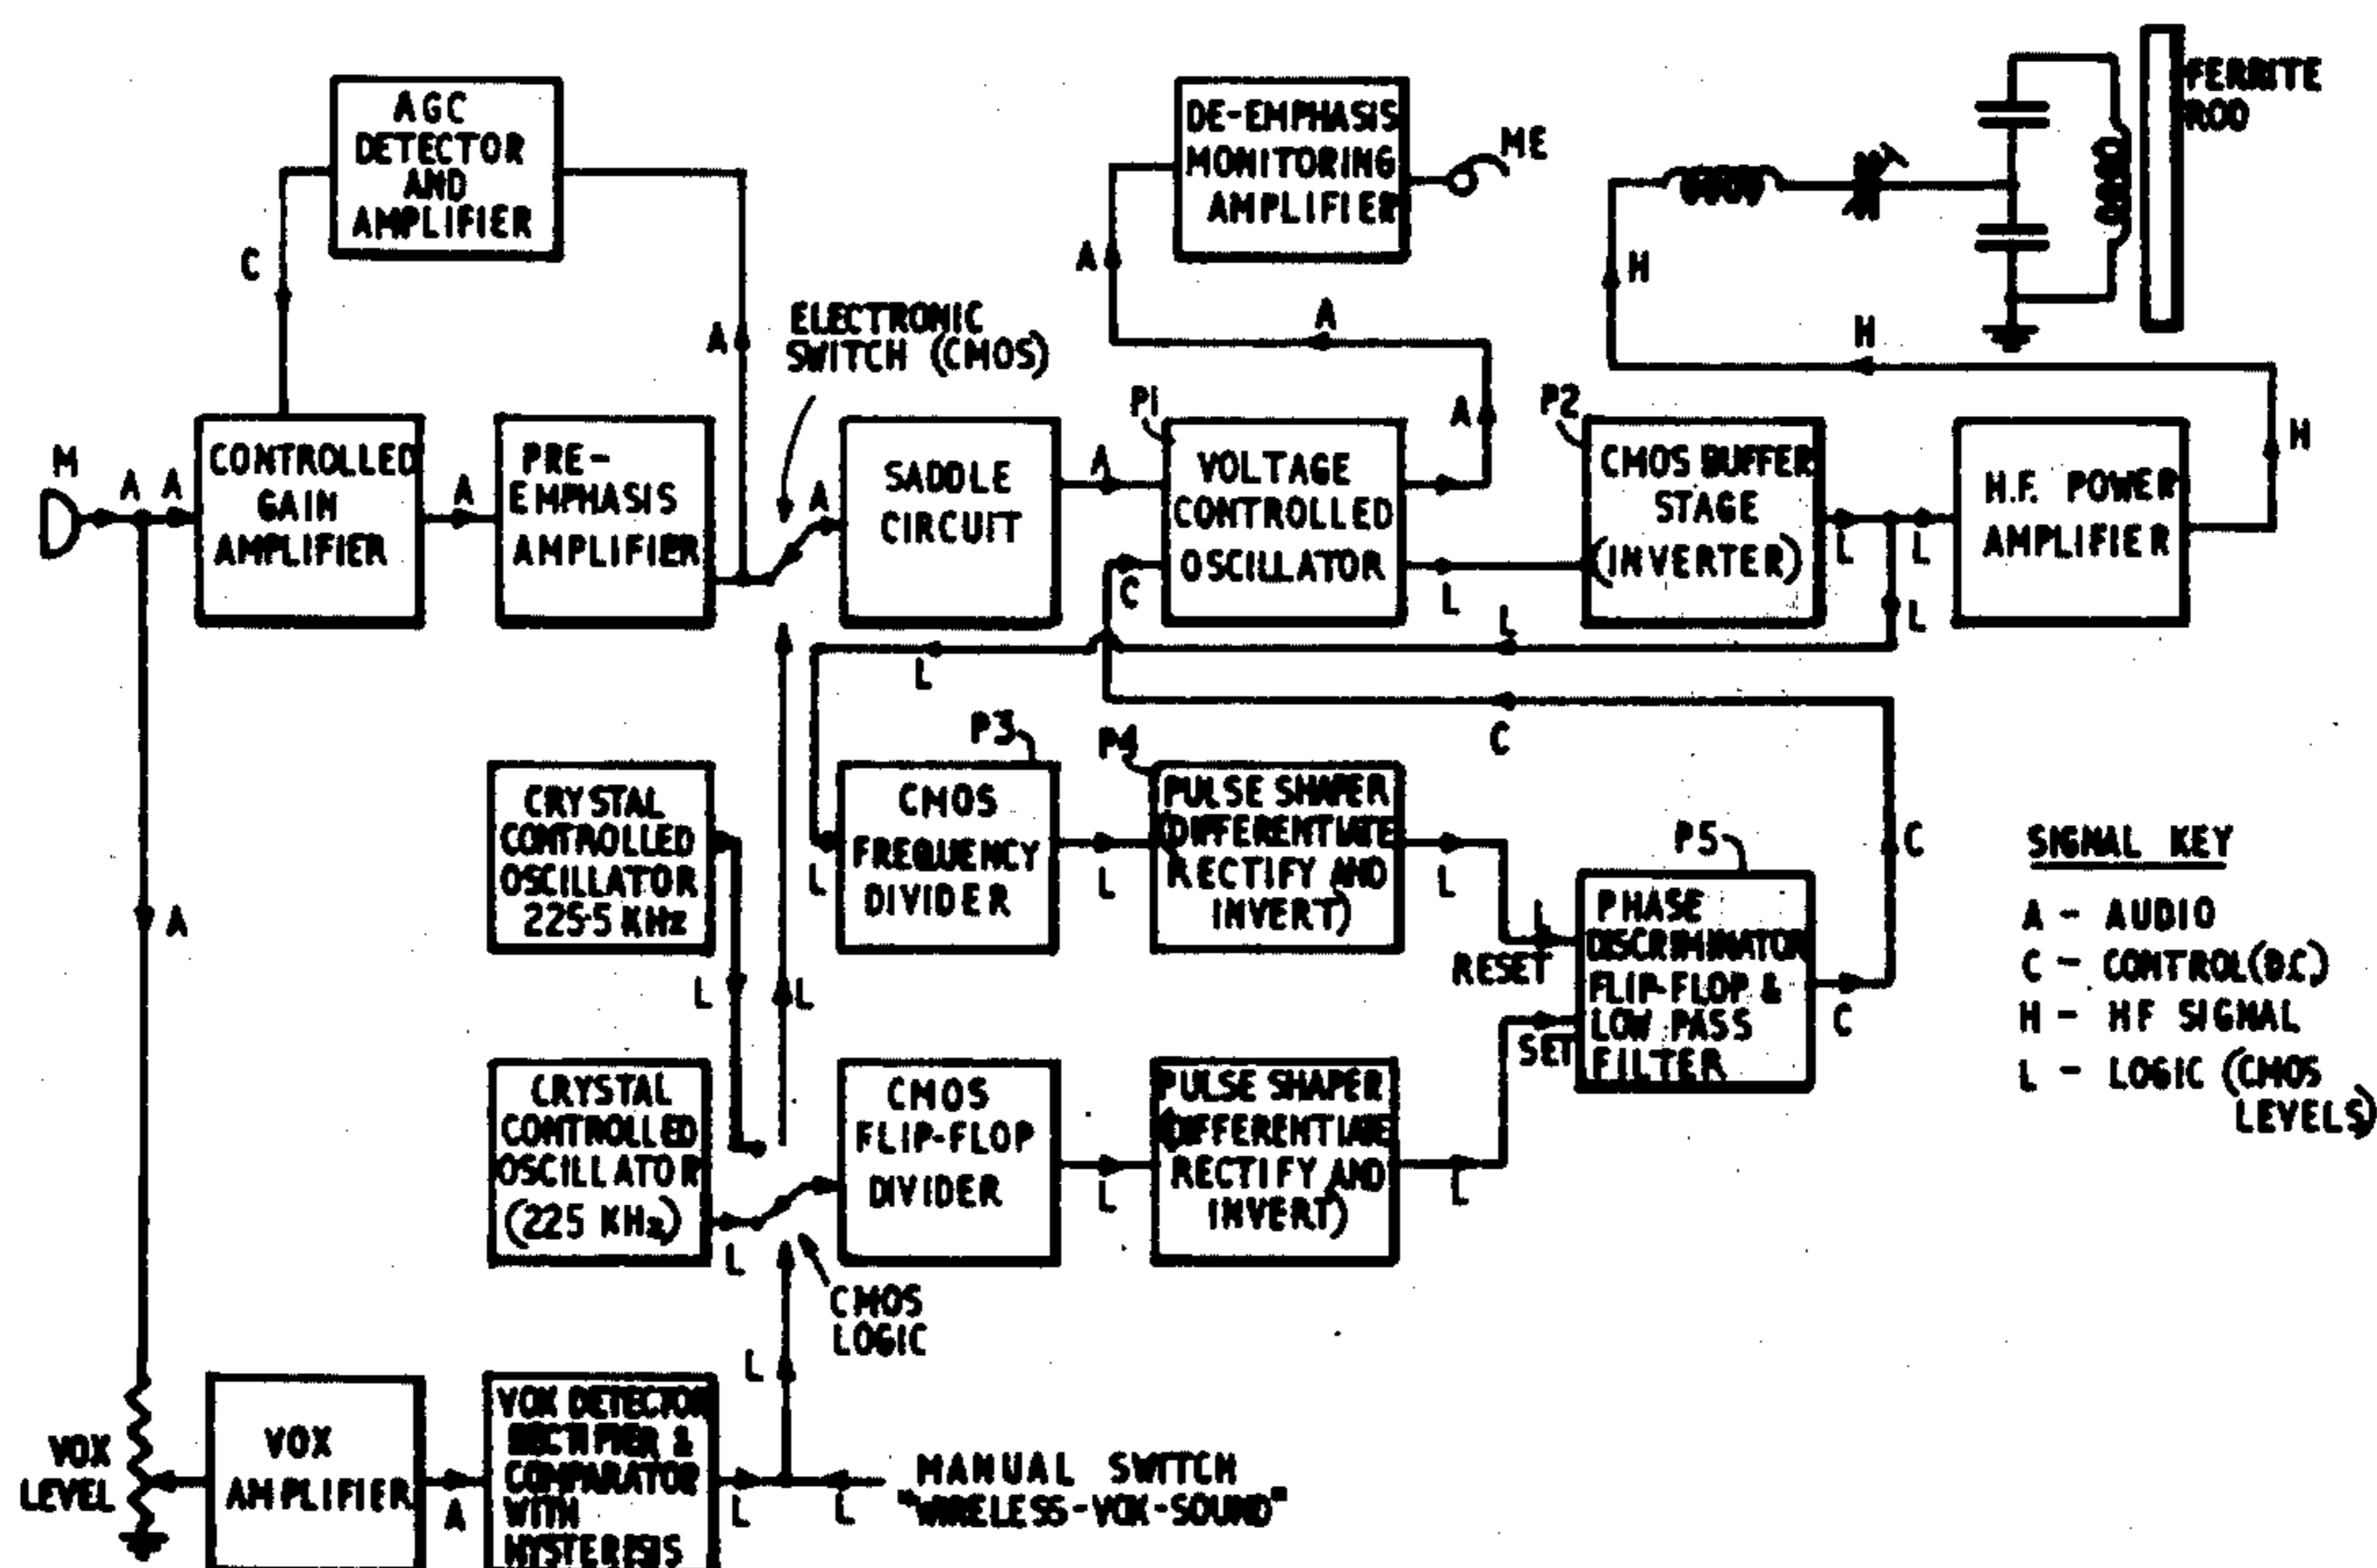 AGC
DETECTOR
AND
AMPLIFIER
C
A
ELECTRONIC
SWITCH (CMOS)
DE-EMPHASIS
MONITORING
AMPLIFIER
ME
A
A
A
FERRITE
ROD
H
H
H
M
A
A
CONTROLLED
GAIN
AMPLIFIER
A
PRE-
EMPHASIS
AMPLIFIER
A
SADDLE
CIRCUIT
A
P1
VOLTAGE
CONTROLLED
OSCILLATOR
C
L
L
P2
CMOS BUFFER
STAGE
(INVERTER)
L
L
L
H.F. POWER
AMPLIFIER
L
C
CRYSTAL
CONTROLLED
OSCILLATOR
225·5 KHz
L
L
L
P3
CMOS
FREQUENCY
DIVIDER
L
P4
PULSE SHAPER
(DIFFERENTIATE
RECTIFY AND
INVERT)
L
L
RESET
SET
P5
PHASE
DISCRIMINATOR
FLIP-FLOP &
LOW PASS
FILTER
C
C
SIGNAL KEY
A - AUDIO
C - CONTROL (D.C.)
H - HF SIGNAL
L - LOGIC (CMOS
LEVELS)
A
CRYSTAL
CONTROLLED
OSCILLATOR
(225 KHz)
L
CMOS
FLIP-FLOP
DIVIDER
L
PULSE SHAPER
(DIFFERENTIATE
RECTIFY AND
INVERT)
L
CMOS
LOGIC
L
VOX
LEVEL
VOX
AMPLIFIER
A
VOX DETECTOR
RECTIFIER &
COMPARATOR
WITH
HYSTERESIS
L
L
MANUAL SWITCH
"WIRELESS-VOX-SOUND"